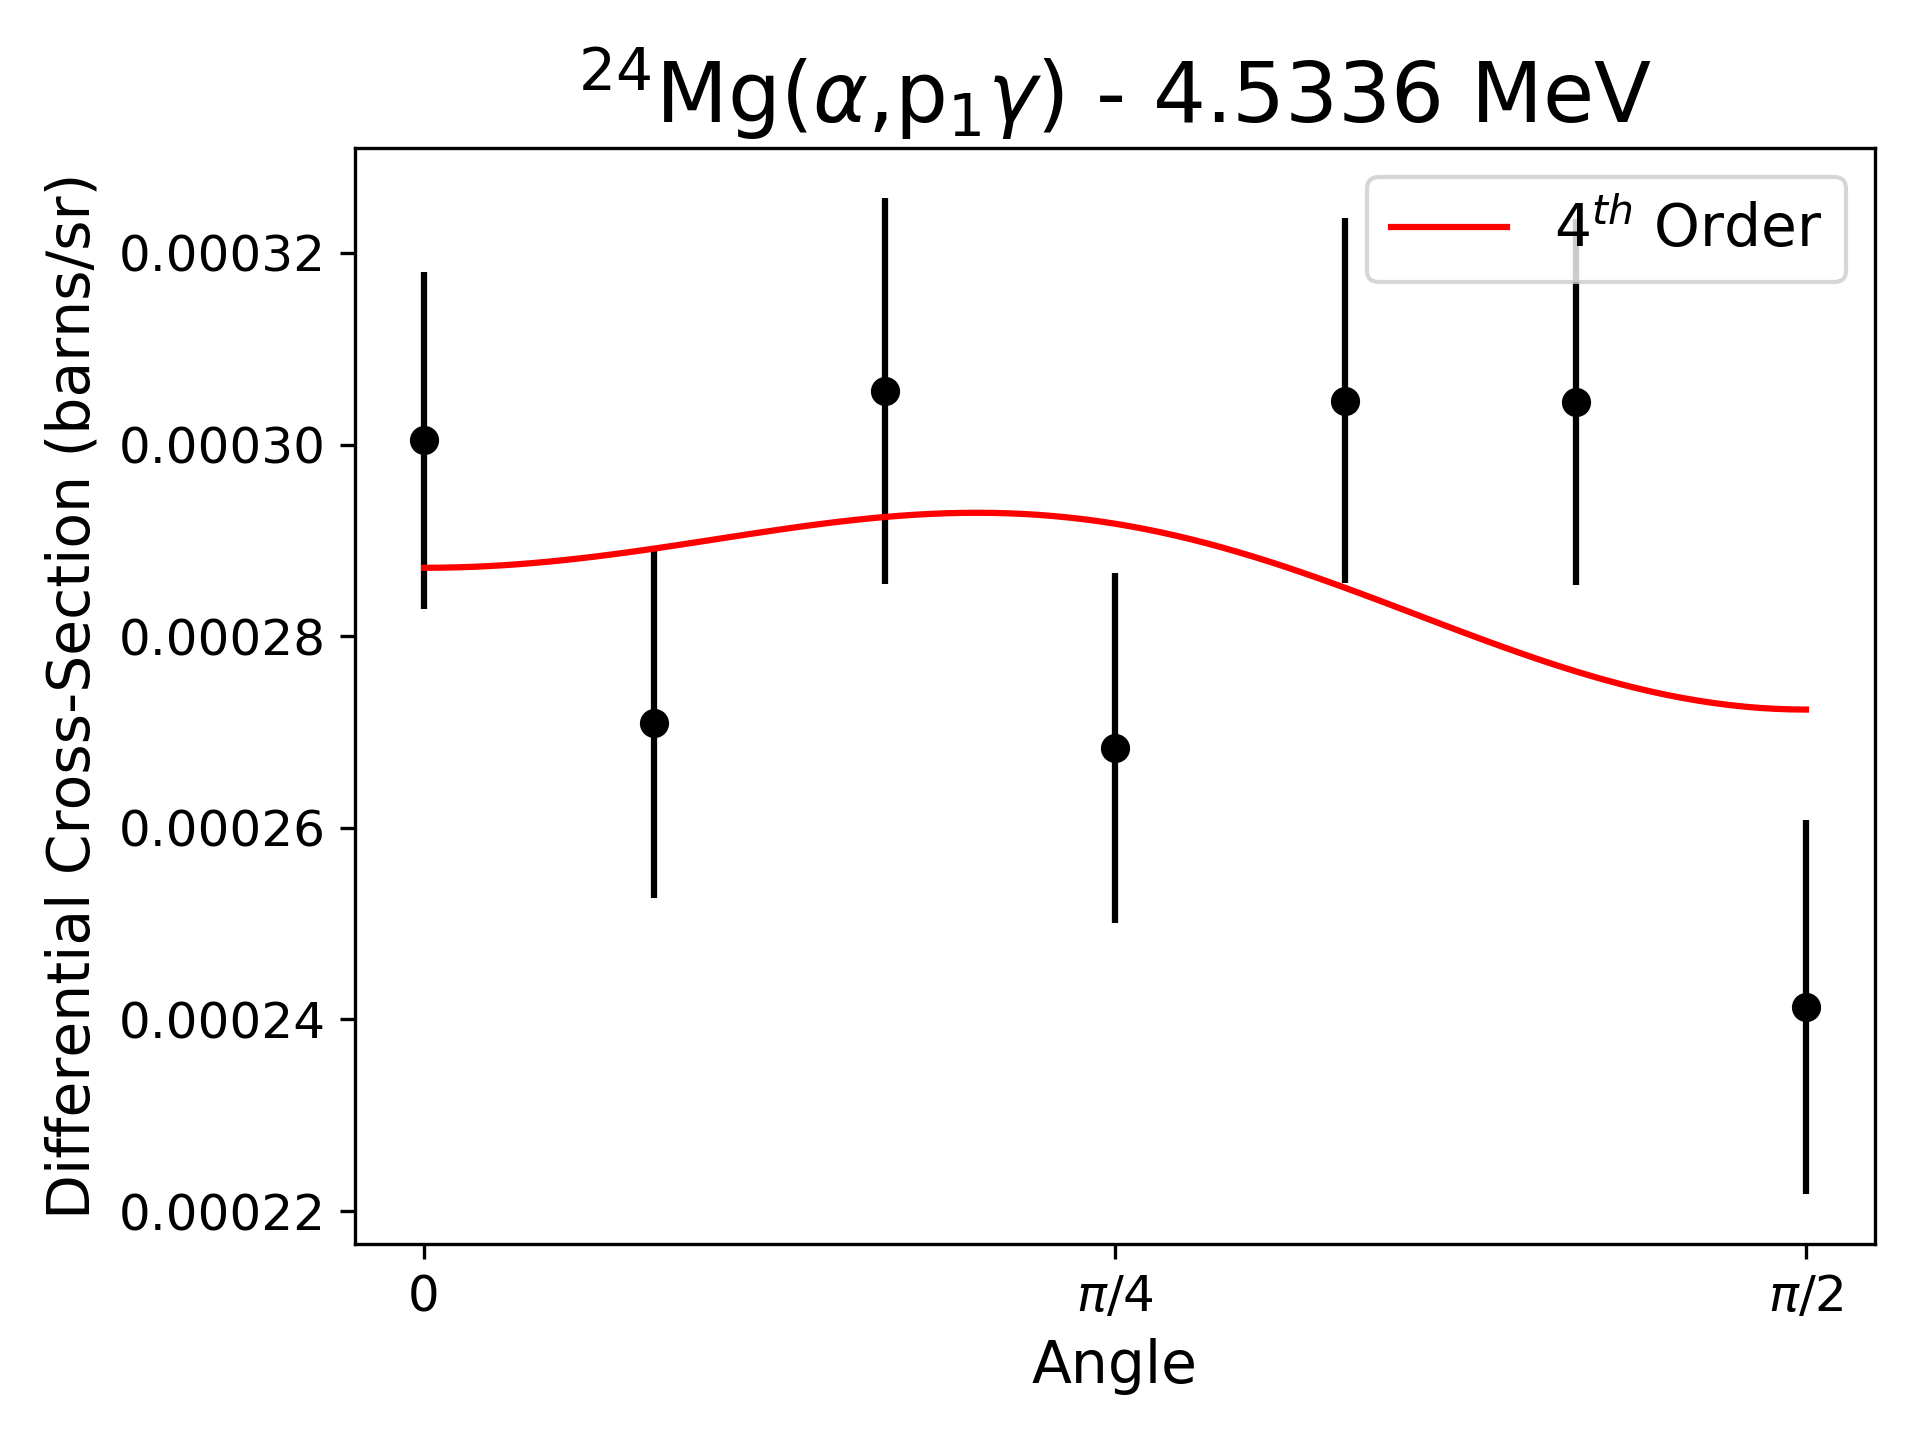 ²⁴Mg(α,p₁γ) - 4.5336 MeV
4ᵗʰ Order
Differential Cross-Section (barns/sr)
0.00032
0.00030
0.00028
0.00026
0.00024
0.00022
0 π/4 π/2
Angle